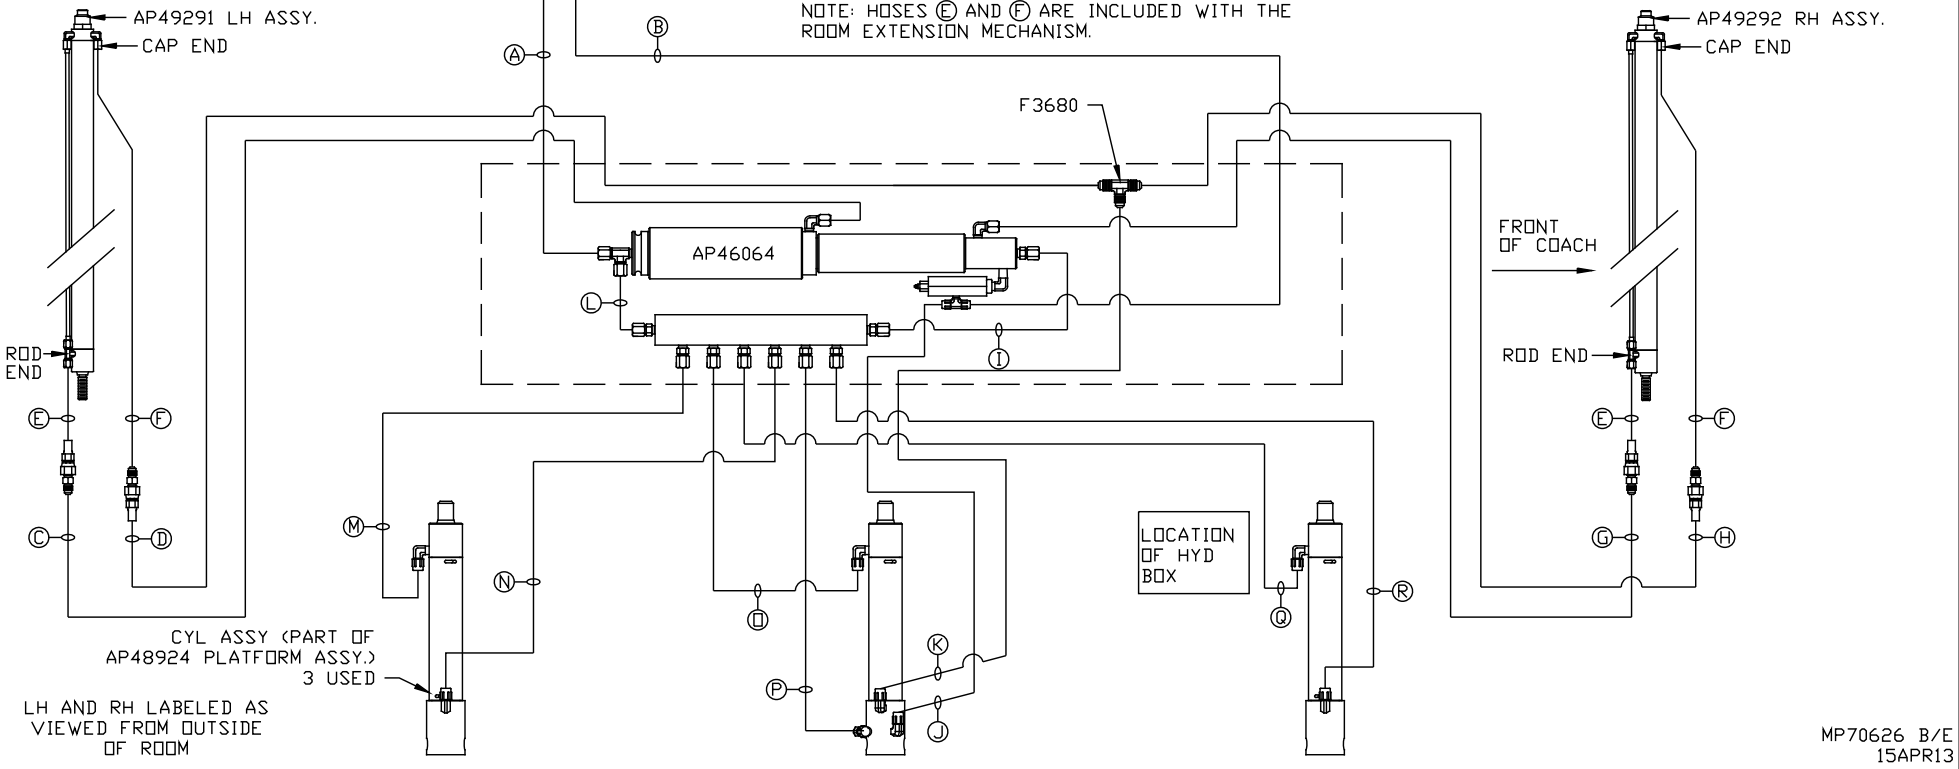 AP49291 LH ASSY.
CAP END
NOTE: HOSES E AND F ARE INCLUDED WITH THE
ROOM EXTENSION MECHANISM.
AP49292 RH ASSY.
CAP END
A
B
F3680
AP46064
FRONT
OF COACH
L
I
ROD
END
ROD END
E
F
E
F
C
D
M
N
O
LOCATION
OF HYD
BOX
Q
R
G
H
CYL ASSY (PART OF
AP48924 PLATFORM ASSY.)
3 USED
K
P
J
LH AND RH LABELED AS
VIEWED FROM OUTSIDE
OF ROOM
MP70626 B/E
15APR13